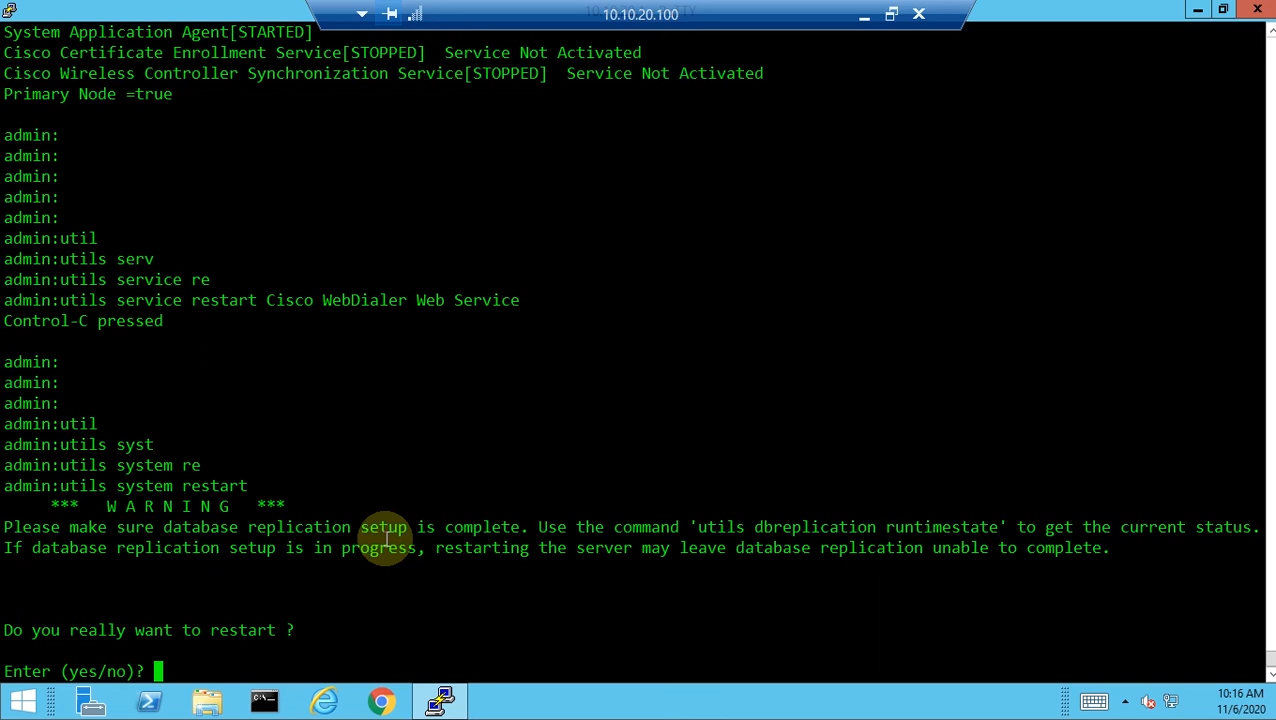 10.10.20.100
System Application Agent[STARTED]
Cisco Certificate Enrollment Service[STOPPED]  Service Not Activated
Cisco Wireless Controller Synchronization Service[STOPPED]  Service Not Activated
Primary Node =true
admin:
admin:
admin:
admin:
admin:
admin:util
admin:utils serv
admin:utils service re
admin:utils service restart Cisco WebDialer Web Service
Control-C pressed
admin:
admin:
admin:
admin:util
admin:utils syst
admin:utils system re
admin:utils system restart
*** W A R N I N G ***
Please make sure database replication setup is complete. Use the command 'utils dbreplication runtimestate' to get the current status.
If database replication setup is in progress, restarting the server may leave database replication unable to complete.
Do you really want to restart ?
Enter (yes/no)?
10:16 AM
11/6/2020